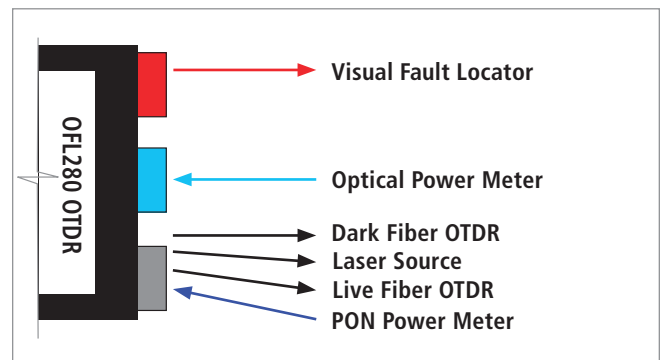 OFL280 OTDR
Visual Fault Locator
Optical Power Meter
Dark Fiber OTDR
Laser Source
Live Fiber OTDR
PON Power Meter